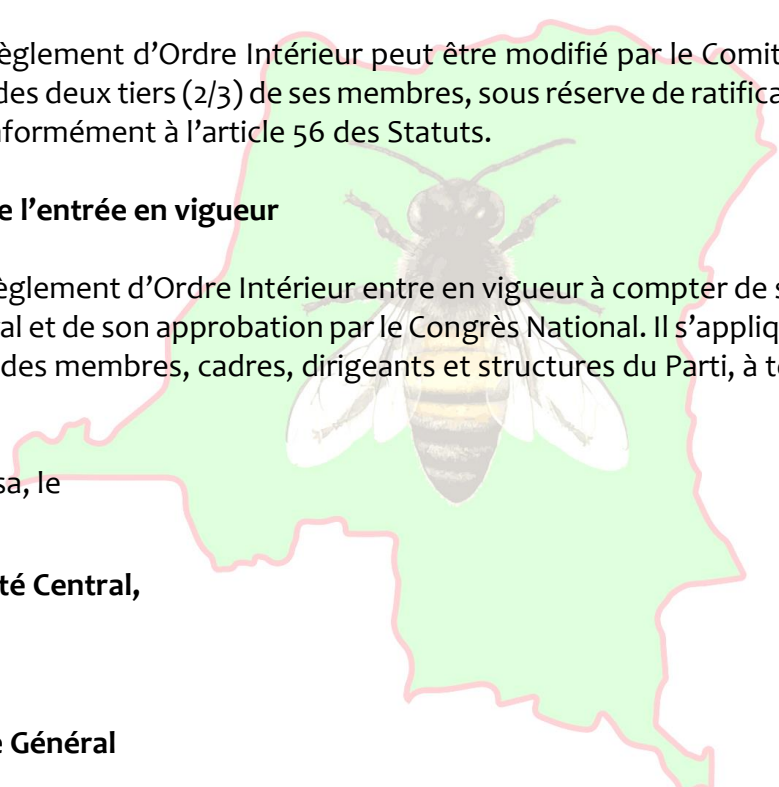 èglement d’Ordre Intérieur peut être modifié par le Comit
des deux tiers (2/3) de ses membres, sous réserve de ratifica
nformément à l’article 56 des Statuts.
e l’entrée en vigueur
èglement d’Ordre Intérieur entre en vigueur à compter de s
al et de son approbation par le Congrès National. Il s’appliq
des membres, cadres, dirigeants et structures du Parti, à to
sa, le
té Central,
e Général